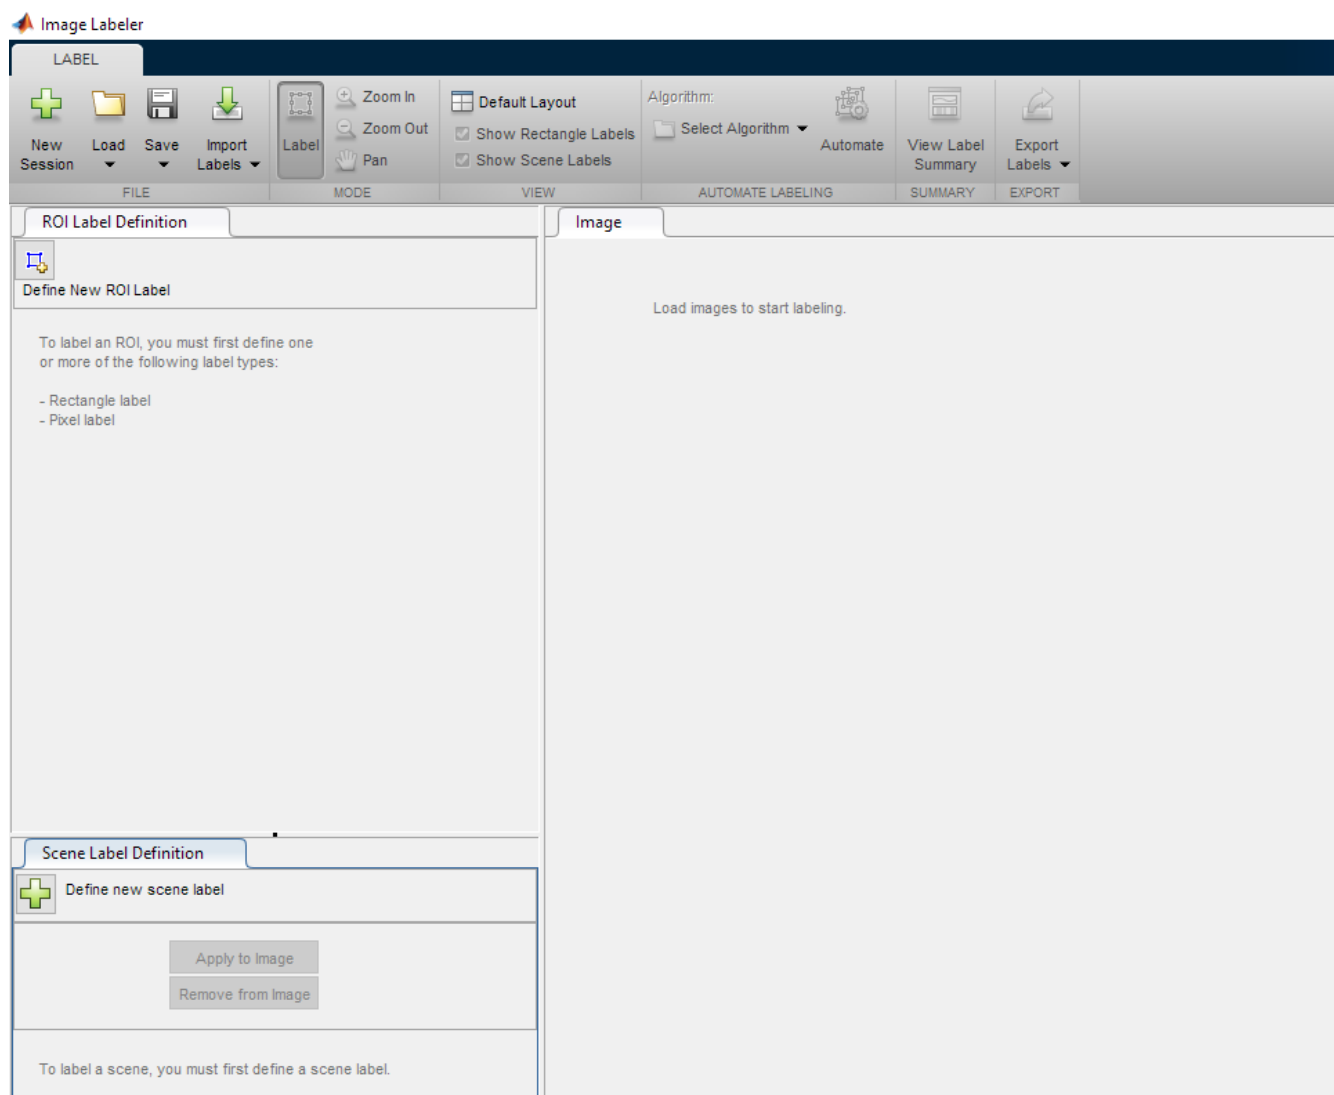 Image Labeler
LABEL
New Session
Load
Save
Import Labels
Label
Zoom In
Zoom Out
Pan
Default Layout
Show Rectangle Labels
Show Scene Labels
Algorithm:
Select Algorithm
Automate
View Label Summary
Export Labels
FILE
MODE
VIEW
AUTOMATE LABELING
SUMMARY
EXPORT
ROI Label Definition
Define New ROI Label
To label an ROI, you must first define one
or more of the following label types:
- Rectangle label
- Pixel label
Image
Load images to start labeling.
Scene Label Definition
Define new scene label
Apply to Image
Remove from Image
To label a scene, you must first define a scene label.